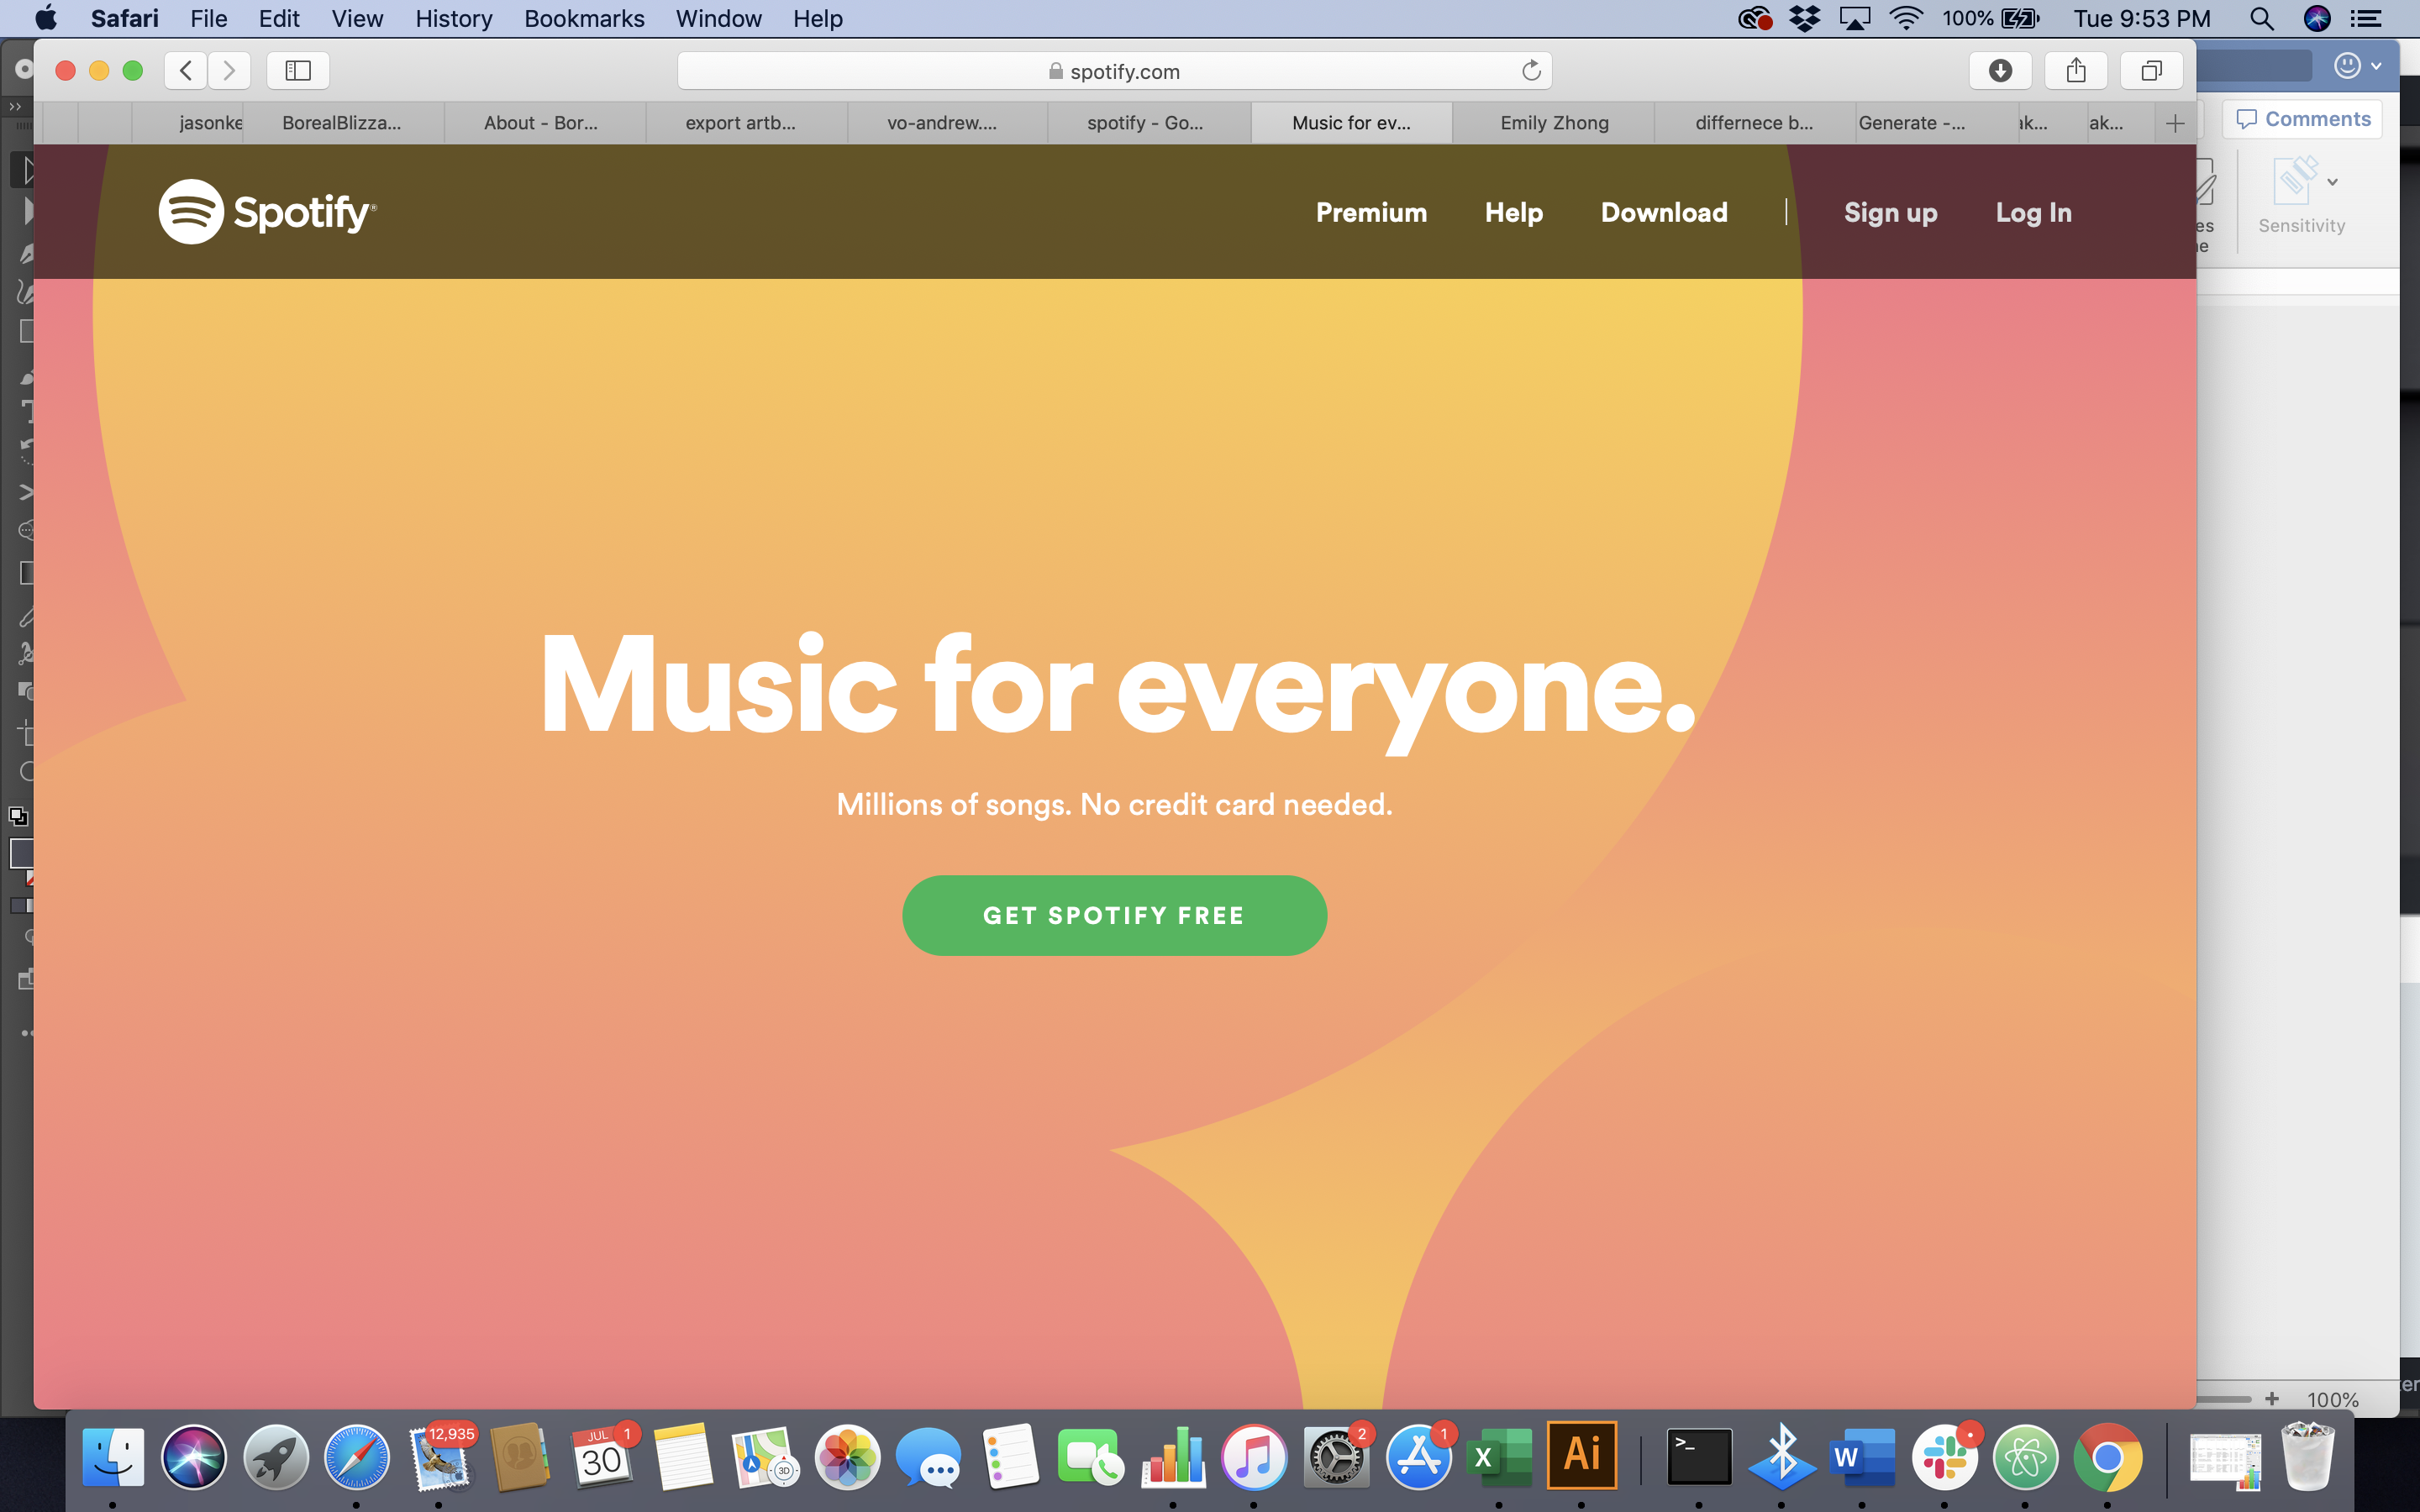 Safari File Edit View History Bookmarks Window Help 100% Tue 9:53 PM
spotify.com
jasonke BorealBlizza... About - Bor... export artb... vo-andrew.... spotify - Go... Music for ev... Emily Zhong differnece b... Generate -... ak... ak...
Comments
Spotify Premium Help Download Sign up Log In
Sensitivity
Music for everyone.
Millions of songs. No credit card needed.
GET SPOTIFY FREE
100%
12,935 JUL 30 1 3D 2 1 X Ai >_ W